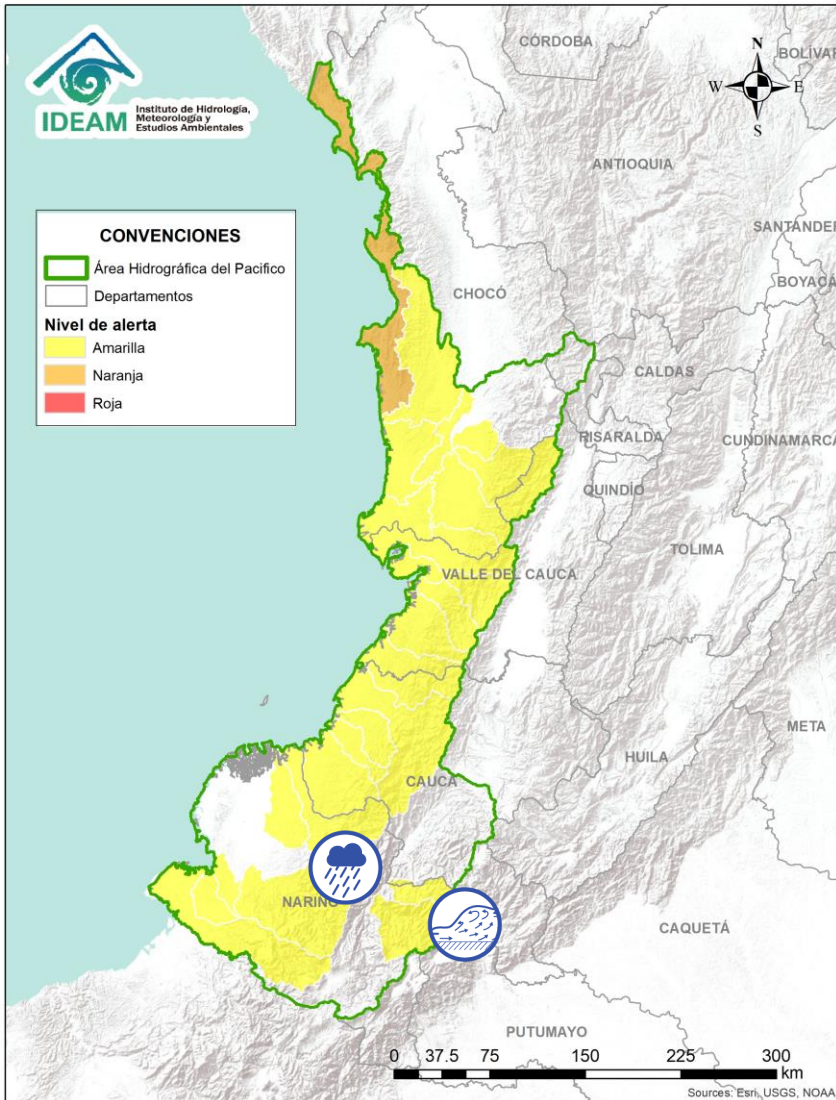 IDEAM
Instituto de Hidrología,
Meteorología y
Estudios Ambientales
CONVENCIONES
Área Hidrográfica del Pacifico
Departamentos
Nivel de alerta
Amarilla
Naranja
Roja
N
W
E
S
CÓRDOBA
BOLÍVAR
ANTIOQUIA
SANTANDER
BOYACÁ
CHOCÓ
CALDAS
RISARALDA
CUNDINAMARCA
QUINDÍO
TOLIMA
VALLE DEL CAUCA
META
HUILA
CAUCA
NARIÑO
CAQUETÁ
PUTUMAYO
0 37.5 75 150 225 300
km
Sources: Esri, USGS, NOAA